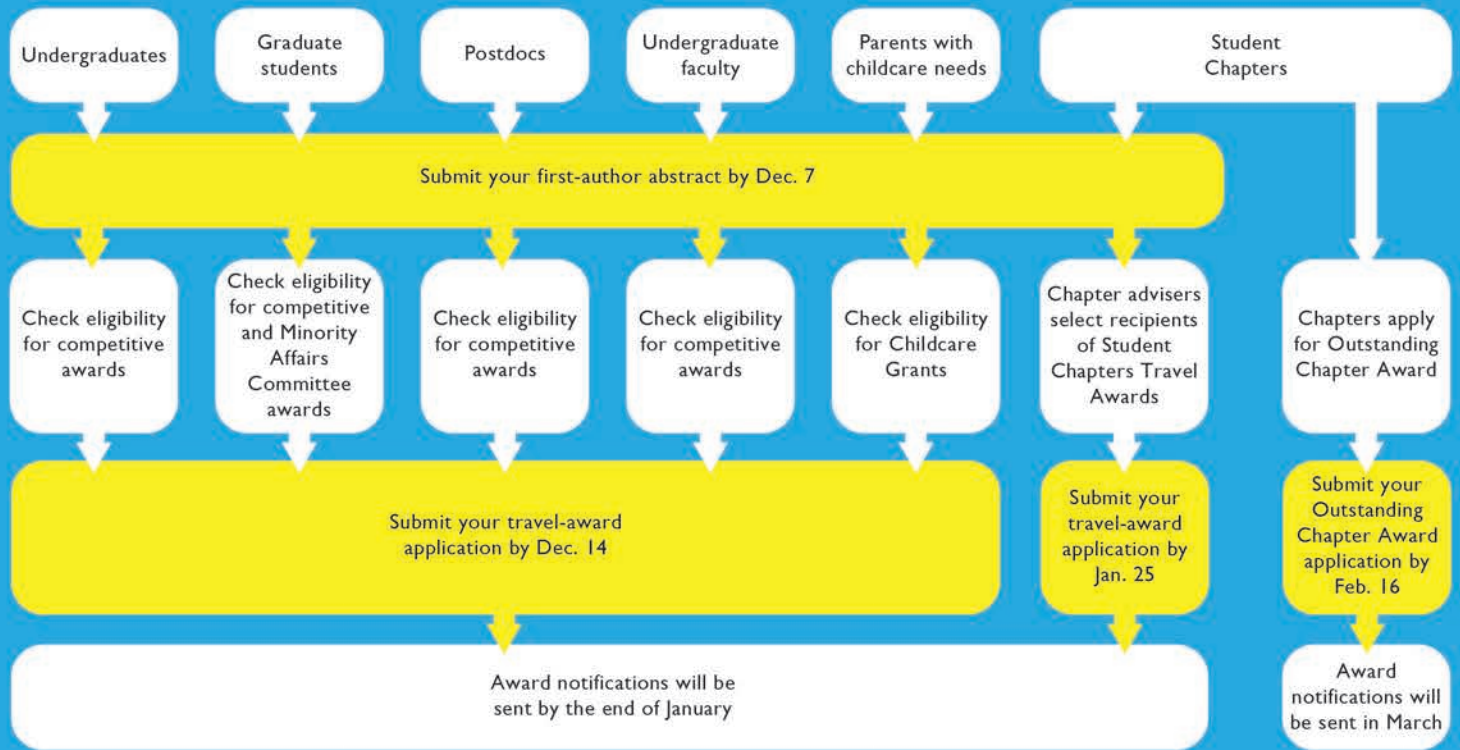 Undergraduates
Graduate
students
Postdocs
Undergraduate
faculty
Parents with
childcare needs
Student
Chapters
Submit your first-author abstract by Dec. 7
Check eligibility
for competitive
awards
Check eligibility
for competitive
and Minority
Affairs
Committee
awards
Check eligibility
for competitive
awards
Check eligibility
for competitive
awards
Check eligibility
for Childcare
Grants
Chapter advisers
select recipients
of Student
Chapters Travel
Awards
Chapters apply
for Outstanding
Chapter Award
Submit your travel-award
application by Dec. 14
Submit your
travel-award
application by
Jan. 25
Submit your
Outstanding
Chapter Award
application by
Feb. 16
Award notifications will be
sent by the end of January
Award
notifications will
be sent in March